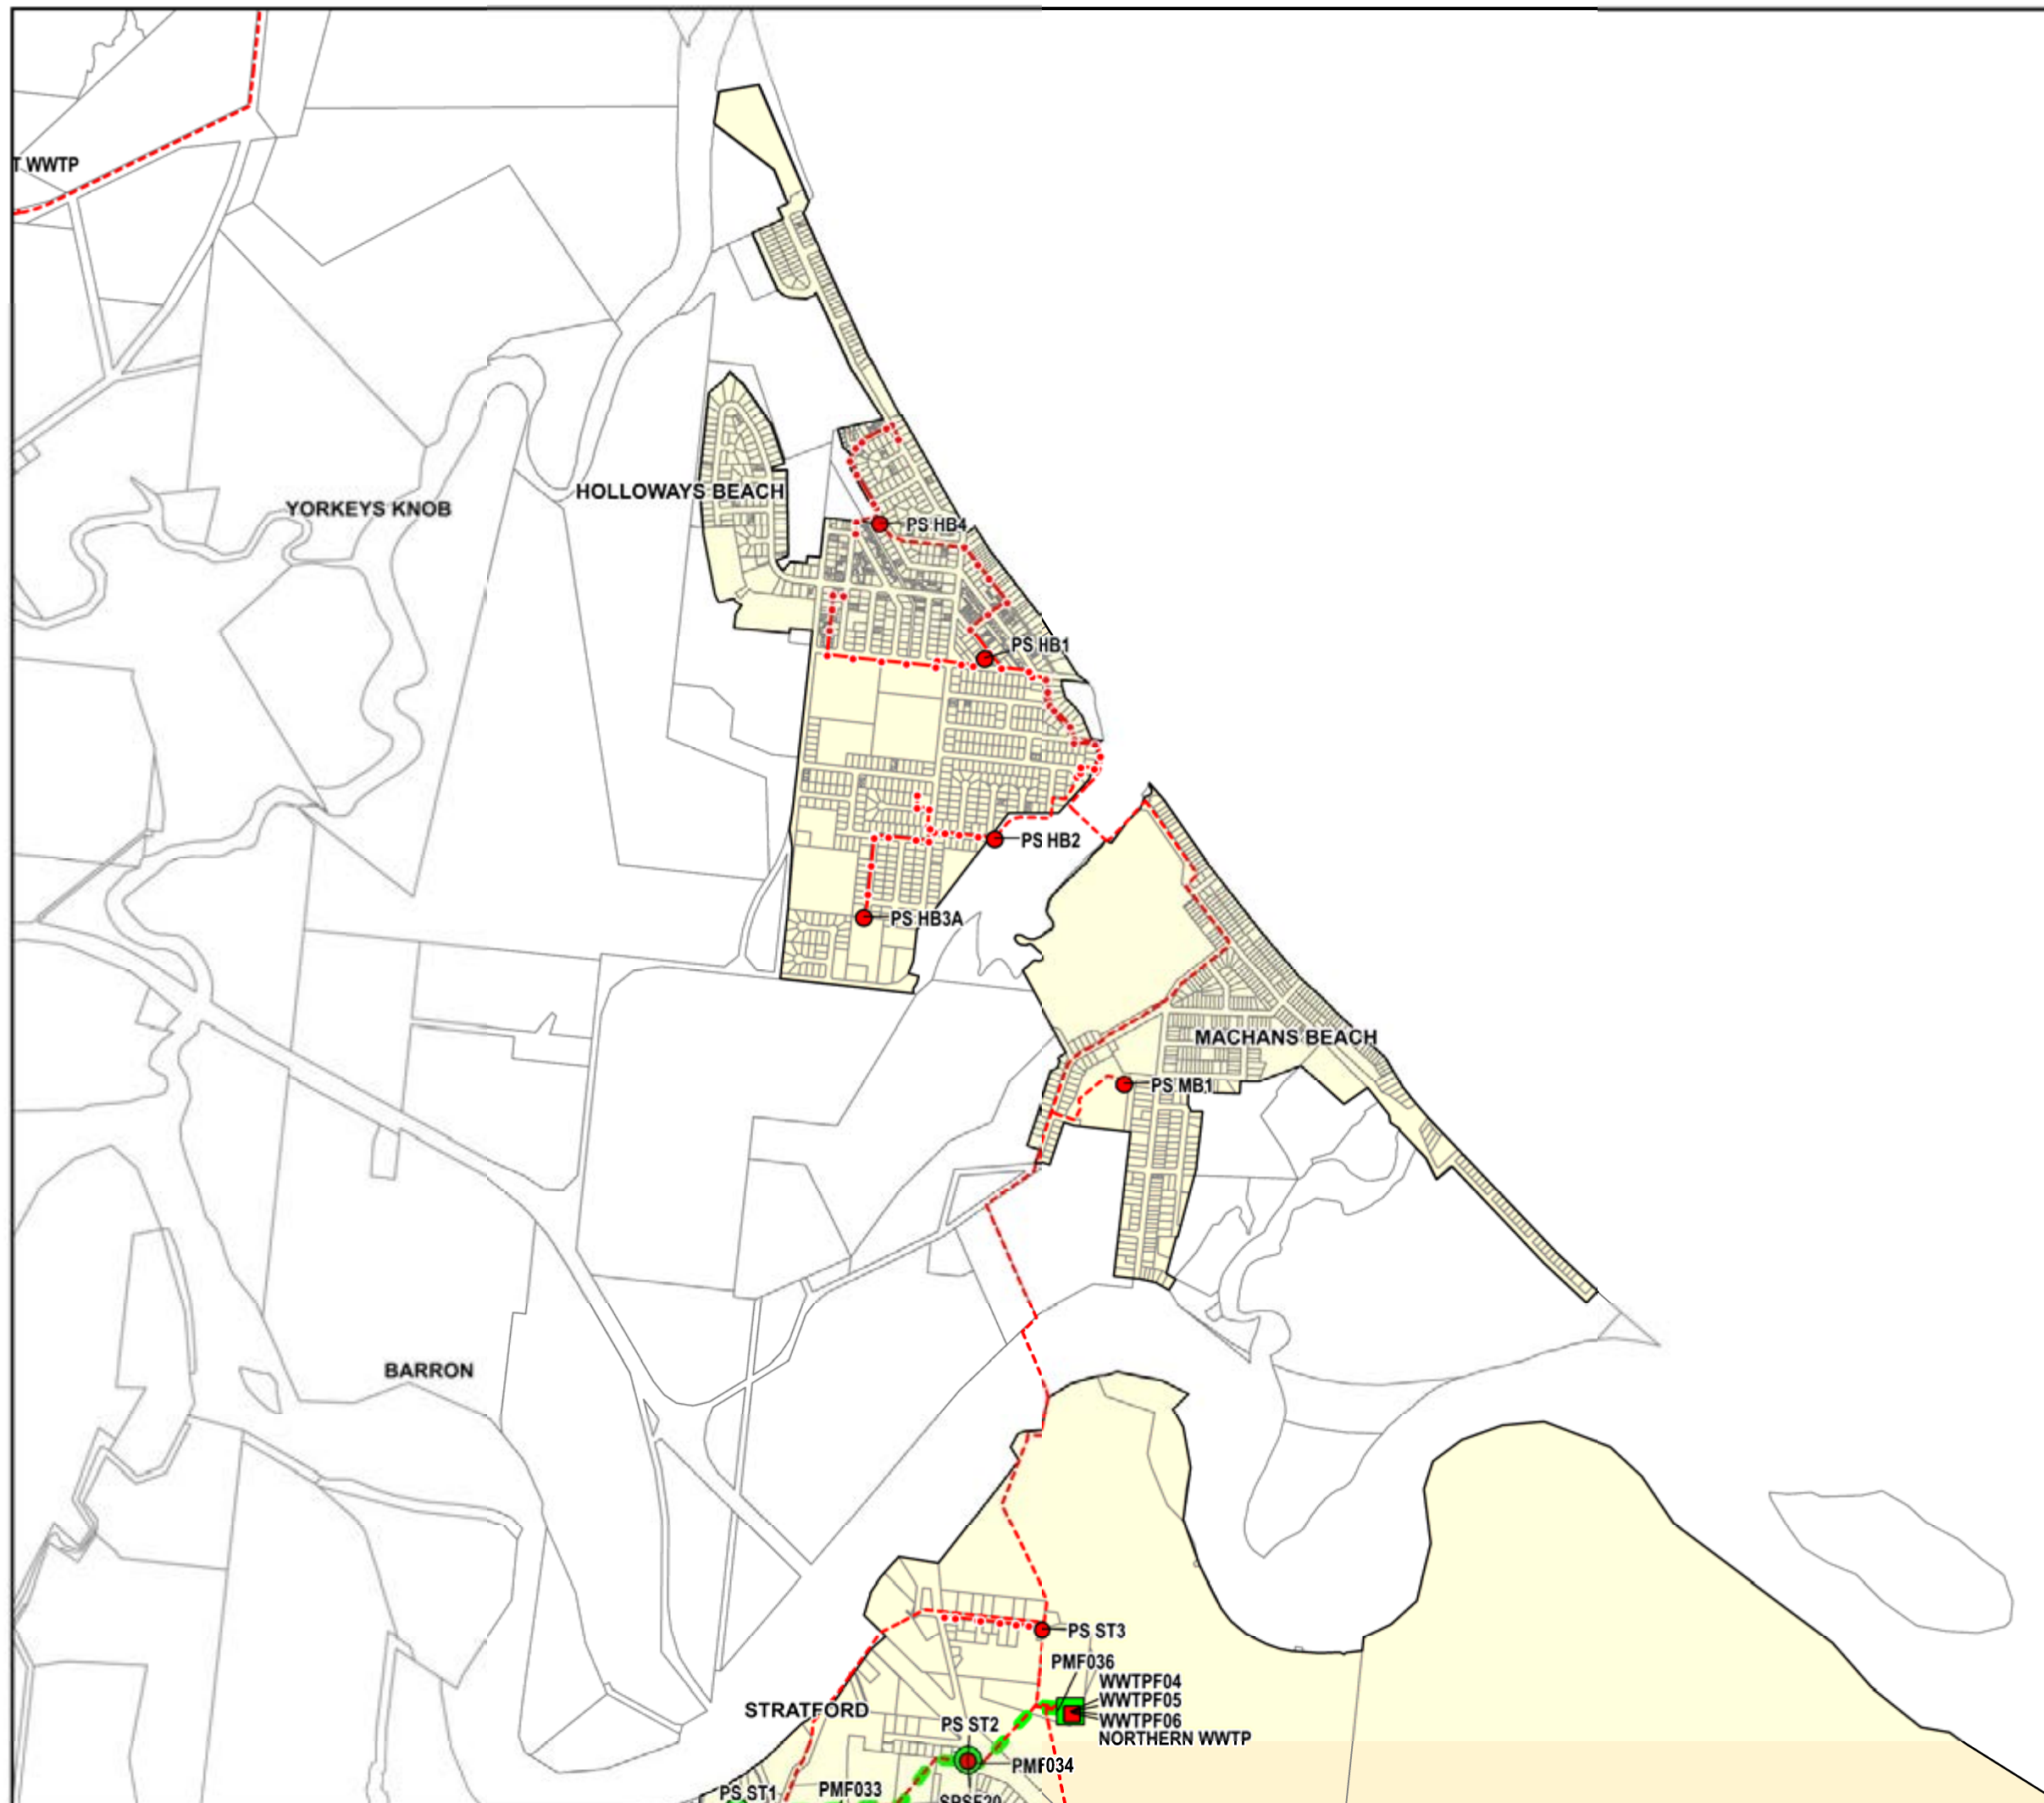 T WWTP
HOLLOWAYS BEACH
YORKEYS KNOB
PS HB4
PS HB1
PS HB2
PS HB3A
MACHANS BEACH
PS MB1
BARRON
PS ST3
PMF036
WWTPF04
WWTPF05
WWTPF06
NORTHERN WWTP
STRATFORD
PS ST2
PMF034
PS ST1
PMF033
SPSF20